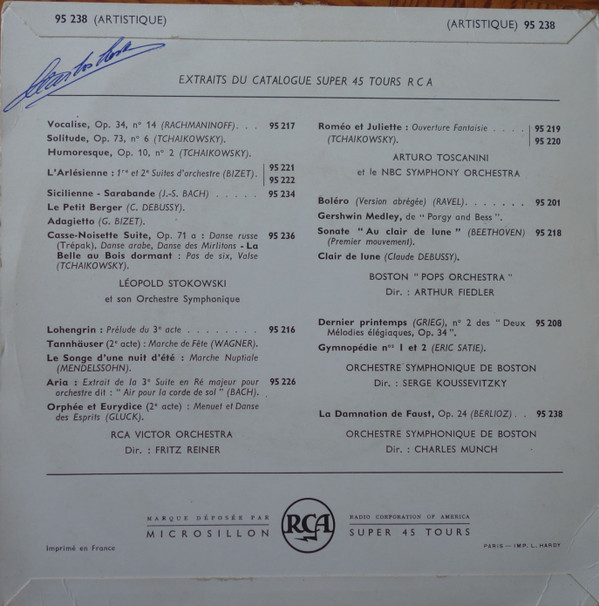 95 238 (ARTISTIQUE)
(ARTISTIQUE) 95 238
EXTRAITS DU CATALOGUE SUPER 45 TOURS RCA
Vocalise, Op. 34, n° 14 (RACHMANINOFF). . . 95 217
Solitude, Op. 73, n° 6 (TCHAIKOWSKY).
Humoresque, Op. 10, n° 2 (TCHAIKOWSKY).
L'Arlésienne : 1re et 2e Suites d'orchestre (BIZET). 95 221
95 222
Sicilienne - Sarabande (J.-S. BACH) . . . . . . 95 234
Le Petit Berger (C. DEBUSSY).
Adagietto (G. BIZET).
Casse-Noisette Suite, Op. 71 a : Danse russe 95 236
(Trépak), Danse arabe, Danse des Mirlitons - La
Belle au Bois dormant : Pas de six, Valse
(TCHAIKOWSKY).
LÉOPOLD STOKOWSKI
et son Orchestre Symphonique
Lohengrin : Prélude du 3e acte . . . . . . . . 95 216
Tannhäuser (2e acte) : Marche de Fête (WAGNER).
Le Songe d'une nuit d'été : Marche Nuptiale
(MENDELSSOHN).
Aria : Extrait de la 3e Suite en Ré majeur pour 95 226
orchestre dit : " Air pour la corde de sol " (BACH).
Orphée et Eurydice (2e acte) : Menuet et Danse
des Esprits (GLUCK).
RCA VICTOR ORCHESTRA
Dir. : FRITZ REINER
Roméo et Juliette : Ouverture Fantaisie . . . . 95 219
(TCHAIKOWSKY). 95 220
ARTURO TOSCANINI
et le NBC SYMPHONY ORCHESTRA
Boléro (Version abrégée) (RAVEL). . . . . . 95 201
Gershwin Medley, de " Porgy and Bess ".
Sonate " Au clair de lune " (BEETHOVEN) 95 218
(Premier mouvement).
Clair de lune (Claude DEBUSSY).
BOSTON " POPS ORCHESTRA "
Dir. : ARTHUR FIEDLER
Dernier printemps (GRIEG), n° 2 des " Deux 95 208
Mélodies élégiaques, Op. 34 ".
Gymnopédie nos 1 et 2 (ERIC SATIE).
ORCHESTRE SYMPHONIQUE DE BOSTON
Dir. : SERGE KOUSSEVITZKY
La Damnation de Faust, Op. 24 (BERLIOZ) . . 95 238
ORCHESTRE SYMPHONIQUE DE BOSTON
Dir. : CHARLES MUNCH
MARQUE DÉPOSÉE PAR
MICROSILLON
RCA
RADIO CORPORATION OF AMERICA
SUPER 45 TOURS
Imprimé en France
PARIS — IMP. L. HARDY